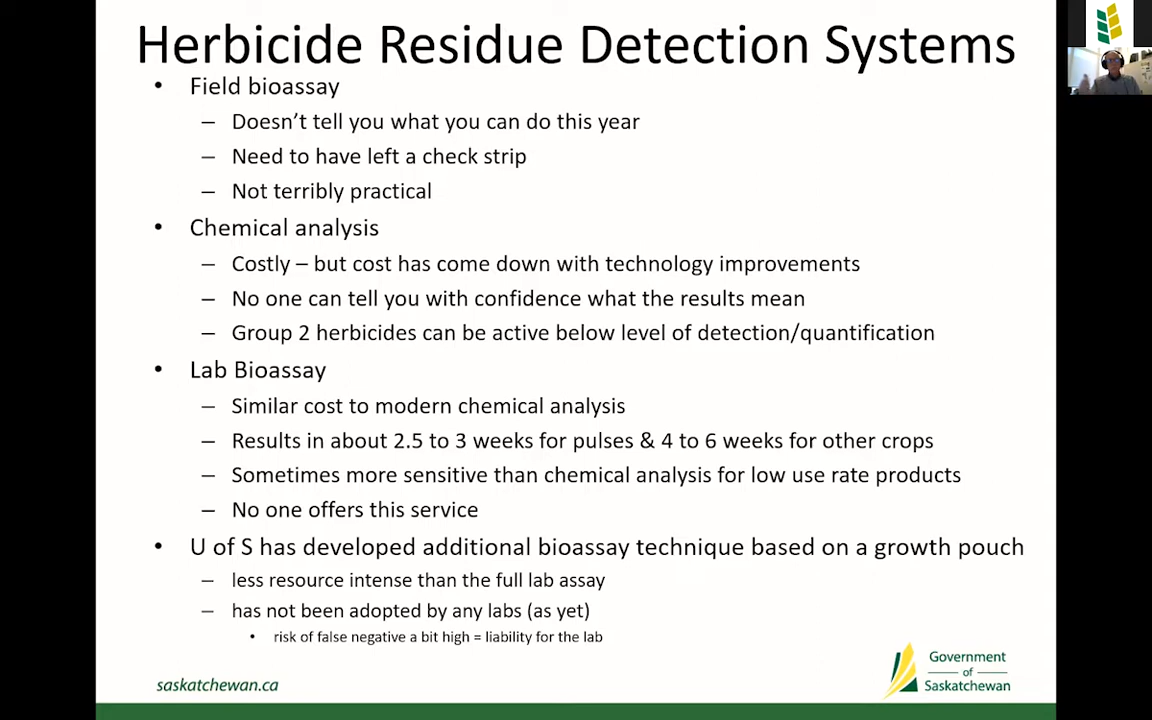 Herbicide Residue Detection Systems
• Field bioassay
– Doesn't tell you what you can do this year
– Need to have left a check strip
– Not terribly practical
• Chemical analysis
– Costly – but cost has come down with technology improvements
– No one can tell you with confidence what the results mean
– Group 2 herbicides can be active below level of detection/quantification
• Lab Bioassay
– Similar cost to modern chemical analysis
– Results in about 2.5 to 3 weeks for pulses & 4 to 6 weeks for other crops
– Sometimes more sensitive than chemical analysis for low use rate products
– No one offers this service
• U of S has developed additional bioassay technique based on a growth pouch
– less resource intense than the full lab assay
– has not been adopted by any labs (as yet)
• risk of false negative a bit high = liability for the lab
saskatchewan.ca
Government
of
Saskatchewan